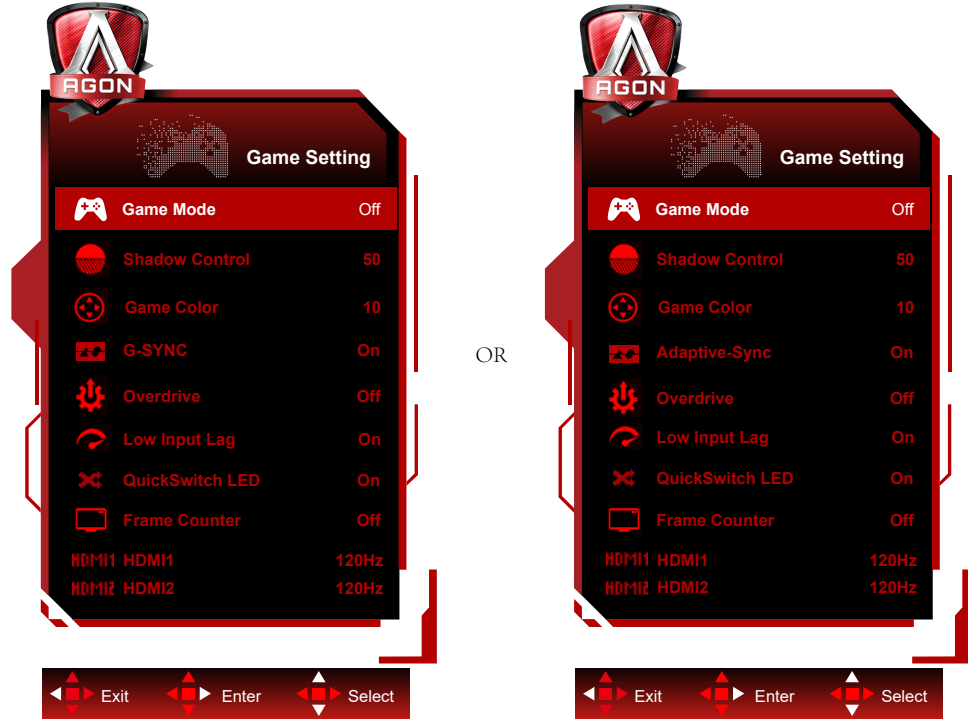 AGON
Game Setting
Game Mode Off
Shadow Control 50
Game Color 10
G-SYNC On
Overdrive Off
Low Input Lag On
QuickSwitch LED On
Frame Counter Off
HDMI1 HDMI1 120Hz
HDMI2 HDMI2 120Hz
Exit Enter Select
OR
AGON
Game Setting
Game Mode Off
Shadow Control 50
Game Color 10
Adaptive-Sync On
Overdrive Off
Low Input Lag On
QuickSwitch LED On
Frame Counter Off
HDMI1 HDMI1 120Hz
HDMI2 HDMI2 120Hz
Exit Enter Select